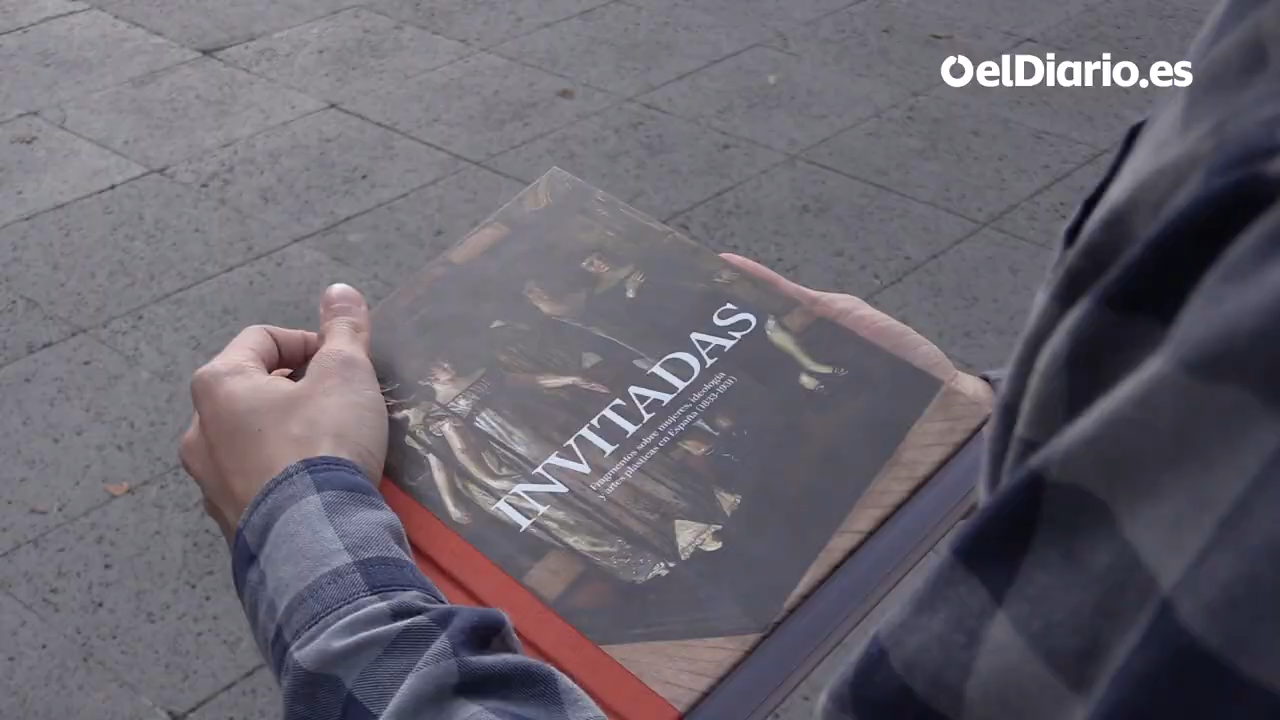 elDiario.es
INVITADAS
Fragmentos sobre mujeres, ideología
y artes plásticas en España (1833-1931)